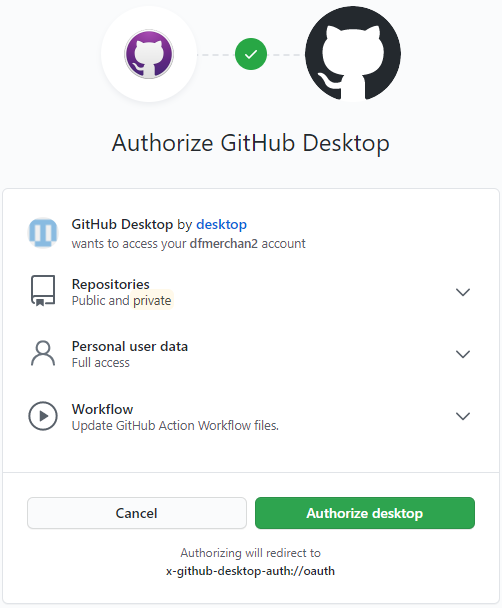 Authorize GitHub Desktop
GitHub Desktop by desktop
wants to access your dfmerchan2 account
Repositories
Public and private
Personal user data
Full access
Workflow
Update GitHub Action Workflow files.
Cancel
Authorize desktop
Authorizing will redirect to
x-github-desktop-auth://oauth